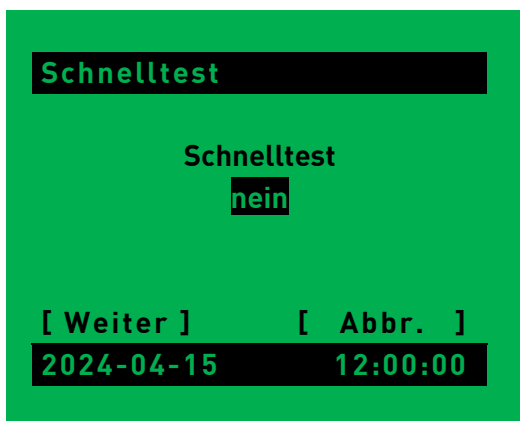 Schnelltest
Schnelltest
nein
[ Weiter ] [ Abbr. ]
2024-04-15 12:00:00